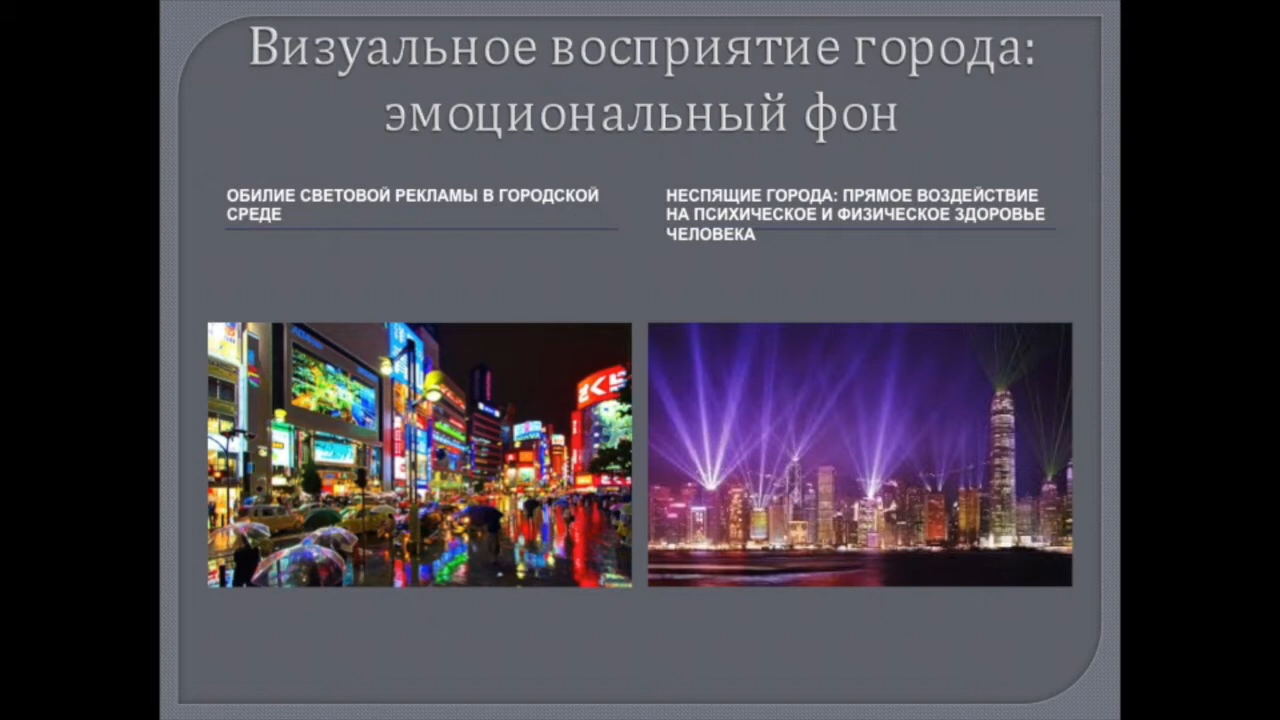 Визуальное восприятие города:
эмоциональный фон
ОБИЛИЕ СВЕТОВОЙ РЕКЛАМЫ В ГОРОДСКОЙ
СРЕДЕ
НЕСПЯЩИЕ ГОРОДА: ПРЯМОЕ ВОЗДЕЙСТВИЕ
НА ПСИХИЧЕСКОЕ И ФИЗИЧЕСКОЕ ЗДОРОВЬЕ
ЧЕЛОВЕКА